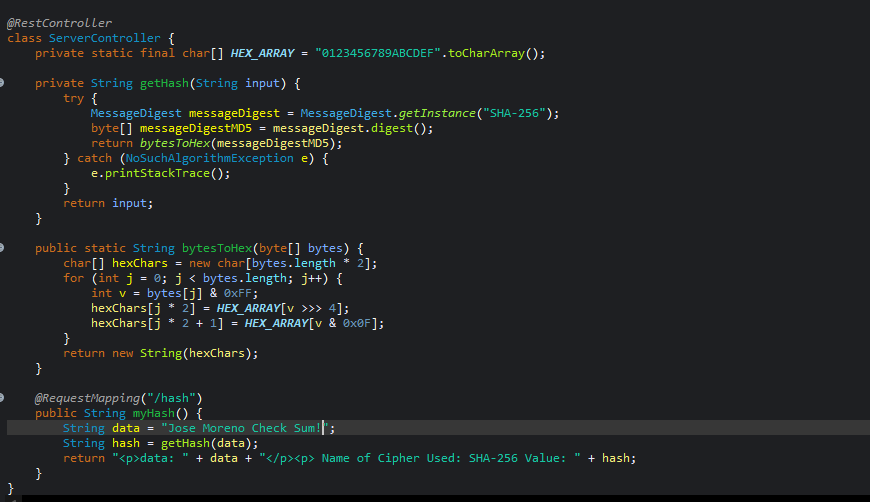 @RestController
class ServerController {
    private static final char[] HEX_ARRAY = "0123456789ABCDEF".toCharArray();
    private String getHash(String input) {
        try {
            MessageDigest messageDigest = MessageDigest.getInstance("SHA-256");
            byte[] messageDigestMD5 = messageDigest.digest();
            return bytesToHex(messageDigestMD5);
        } catch (NoSuchAlgorithmException e) {
            e.printStackTrace();
        }
        return input;
    }
    public static String bytesToHex(byte[] bytes) {
        char[] hexChars = new char[bytes.length * 2];
        for (int j = 0; j < bytes.length; j++) {
            int v = bytes[j] & 0xFF;
            hexChars[j * 2] = HEX_ARRAY[v >>> 4];
            hexChars[j * 2 + 1] = HEX_ARRAY[v & 0x0F];
        }
        return new String(hexChars);
    }
    @RequestMapping("/hash")
    public String myHash() {
        String data = "Jose Moreno Check Sum!";
        String hash = getHash(data);
        return "<p>data: " + data + "</p><p> Name of Cipher Used: SHA-256 Value: " + hash;
    }
}